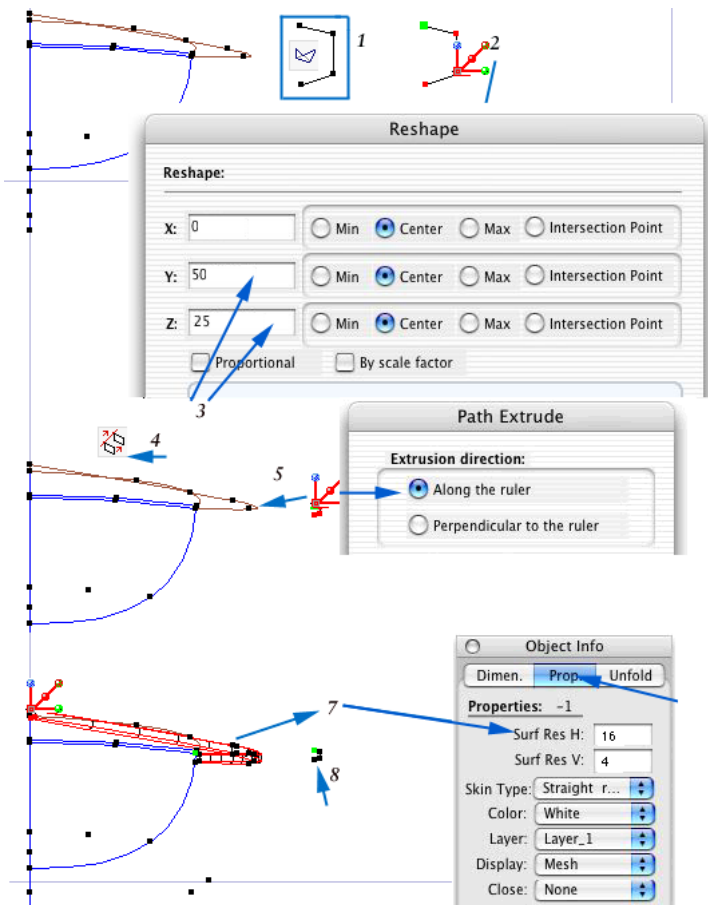 1
2
Reshape
Reshape:
X: 0 Min Center Max Intersection Point
Y: 50 Min Center Max Intersection Point
Z: 25 Min Center Max Intersection Point
Proportional By scale factor
3
4
Path Extrude
Extrusion direction:
5
Along the ruler
Perpendicular to the ruler
Object Info
Dimen. Prop. Unfold
Properties: -1
7
Surf Res H: 16
Surf Res V: 4
8
Skin Type: Straight r...
Color: White
Layer: Layer_1
Display: Mesh
Close: None